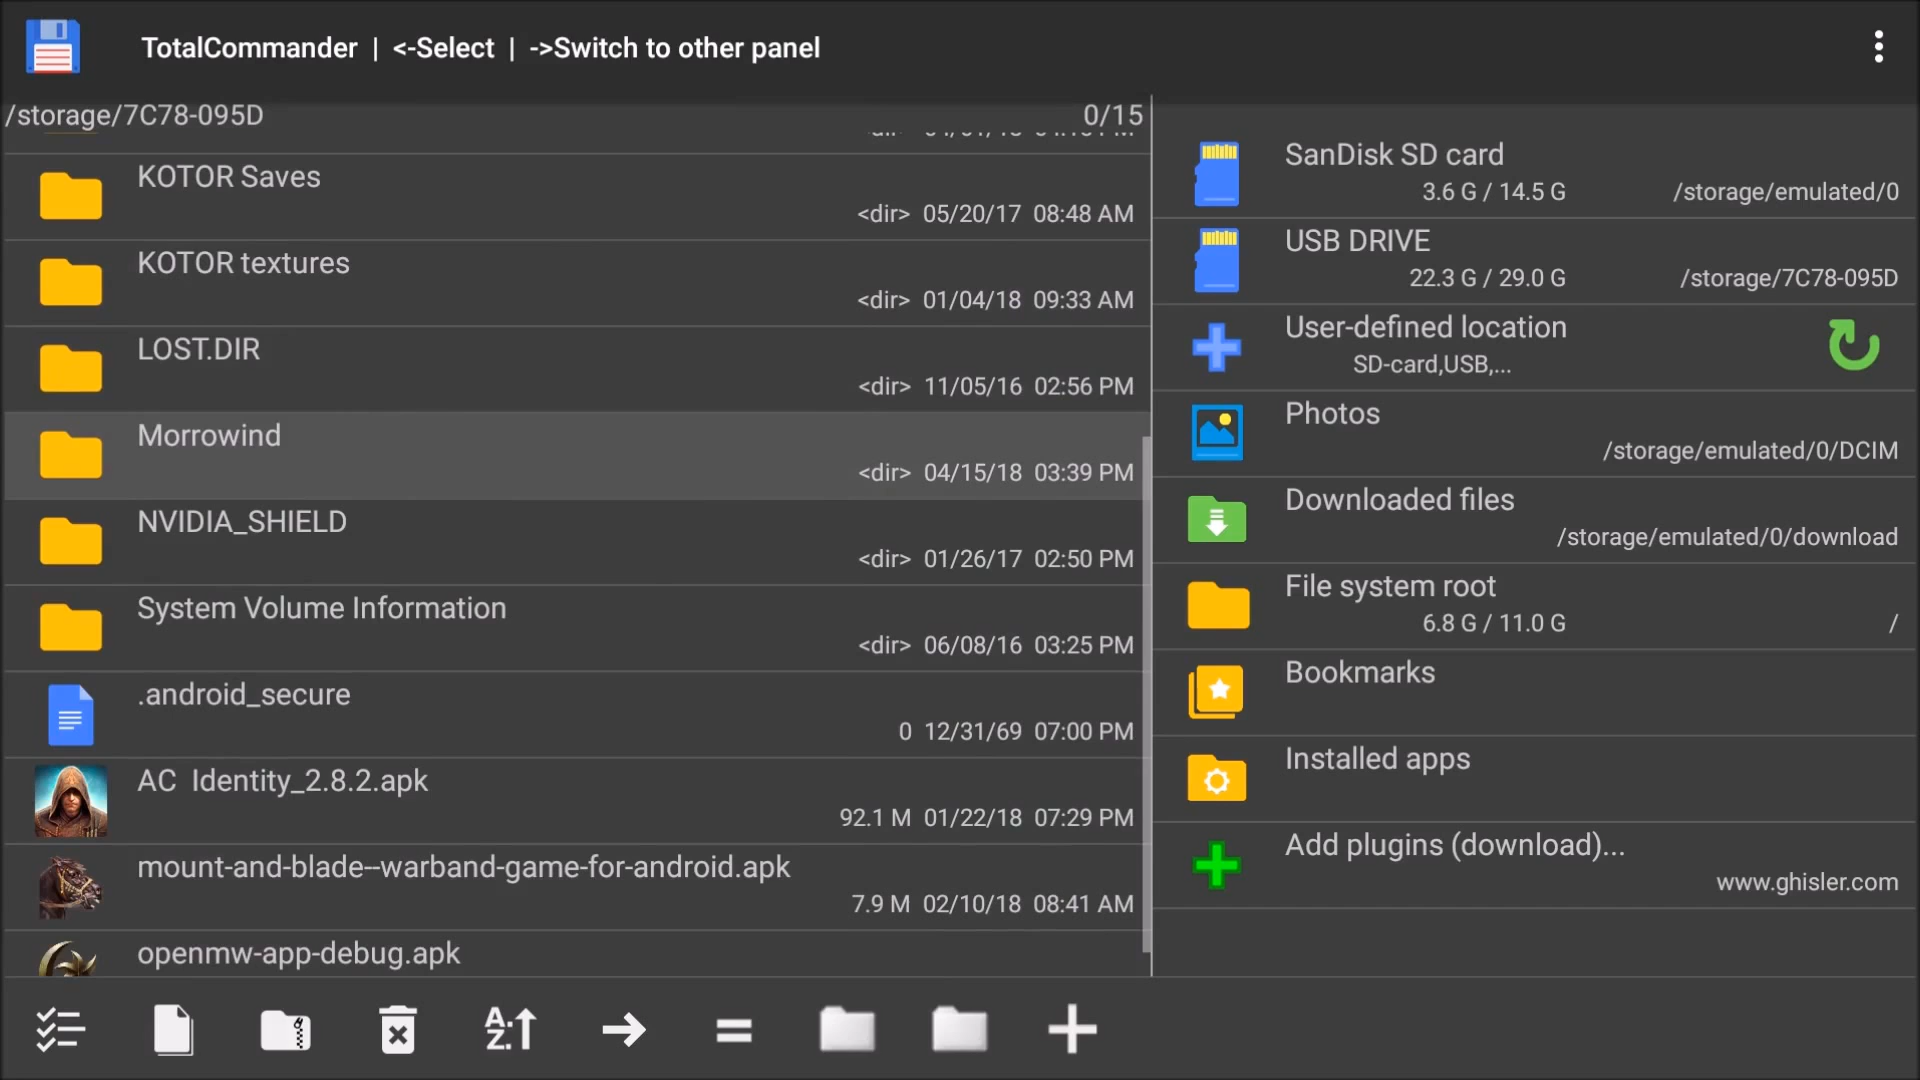 TotalCommander | <-Select | ->Switch to other panel
/storage/7C78-095D 0/15
KOTOR Saves
<dir> 05/20/17 08:48 AM
KOTOR textures
<dir> 01/04/18 09:33 AM
LOST.DIR
<dir> 11/05/16 02:56 PM
Morrowind
<dir> 04/15/18 03:39 PM
NVIDIA_SHIELD
<dir> 01/26/17 02:50 PM
System Volume Information
<dir> 06/08/16 03:25 PM
.android_secure
0 12/31/69 07:00 PM
AC Identity_2.8.2.apk
92.1 M 01/22/18 07:29 PM
mount-and-blade--warband-game-for-android.apk
7.9 M 02/10/18 08:41 AM
openmw-app-debug.apk
SanDisk SD card
3.6 G / 14.5 G /storage/emulated/0
USB DRIVE
22.3 G / 29.0 G /storage/7C78-095D
User-defined location
SD-card,USB,...
Photos
/storage/emulated/0/DCIM
Downloaded files
/storage/emulated/0/download
File system root
6.8 G / 11.0 G /
Bookmarks
Installed apps
Add plugins (download)...
www.ghisler.com
A.
Z.